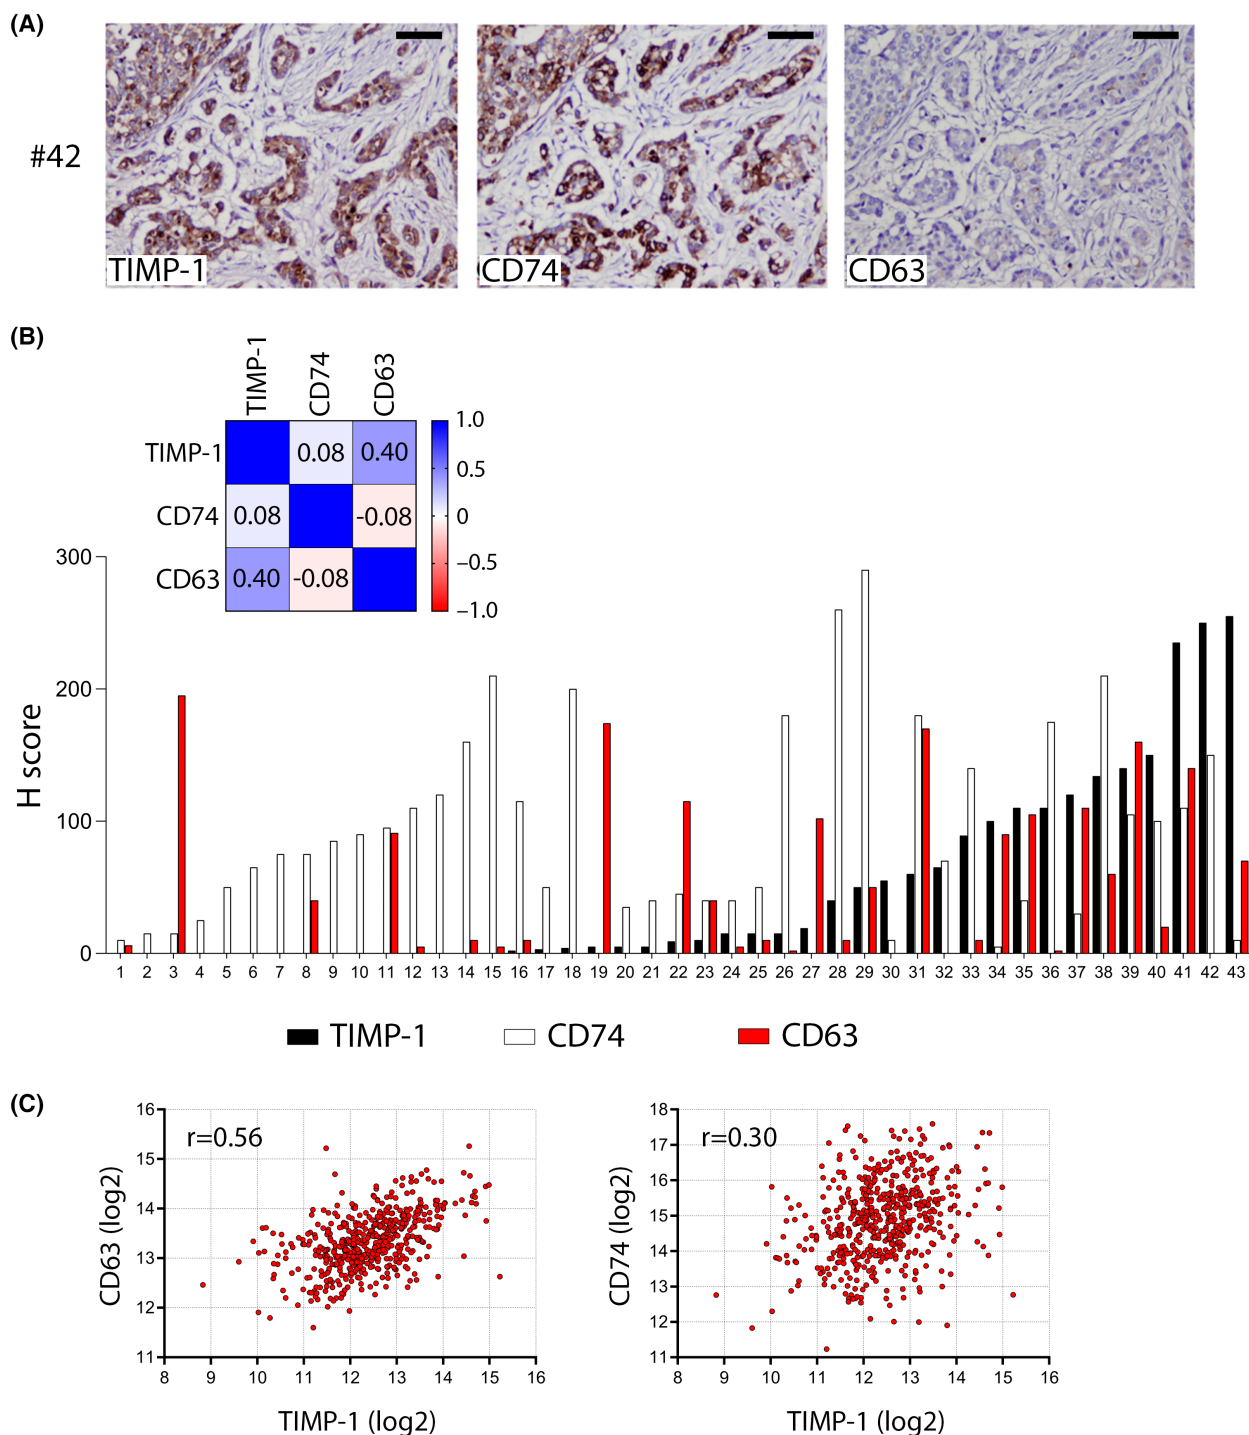 (A)
#42
TIMP-1
CD74
CD63
(B)
TIMP-1
CD74
CD63
TIMP-1
0.08
0.40
CD74
0.08
-0.08
CD63
0.40
-0.08
1.0
0.5
0
−0.5
−1.0
H score
300
200
100
0
1 2 3 4 5 6 7 8 9 10 11 12 13 14 15 16 17 18 19 20 21 22 23 24 25 26 27 28 29 30 31 32 33 34 35 36 37 38 39 40 41 42 43
TIMP-1
CD74
CD63
(C)
r=0.56
CD63 (log2)
16
15
14
13
12
11
8 9 10 11 12 13 14 15 16
TIMP-1 (log2)
r=0.30
CD74 (log2)
18
17
16
15
14
13
12
11
8 9 10 11 12 13 14 15 16
TIMP-1 (log2)